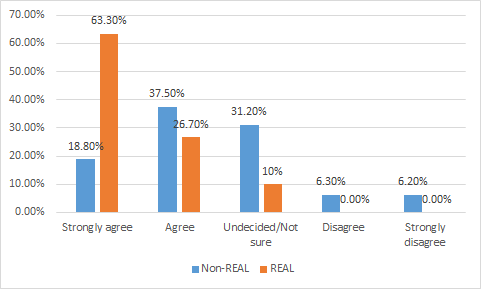 70.00%
60.00%
50.00%
40.00%
30.00%
20.00%
10.00%
0.00%
63.30%
18.80%
37.50%
26.70%
31.20%
10%
6.30%
0.00%
6.20%
0.00%
Strongly agree
Agree
Undecided/Not
sure
Disagree
Strongly
disagree
Non-REAL
REAL